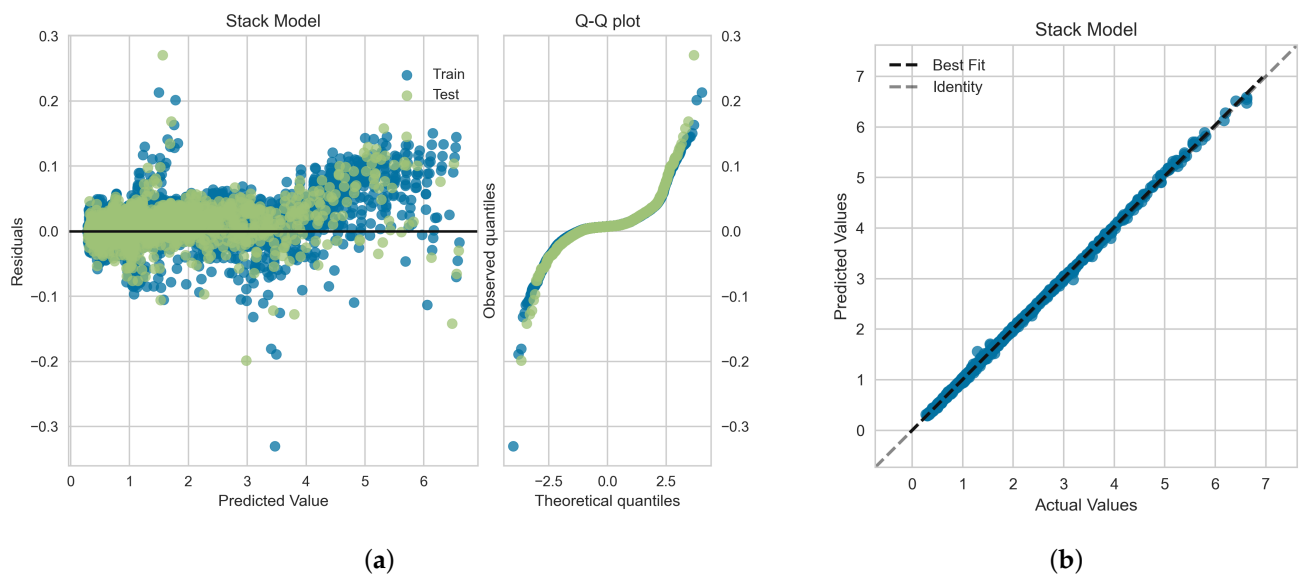 Stack Model
Q-Q plot
0.3
0.2
0.1
0.0
−0.1
−0.2
−0.3
Residuals
Train
Test
0 1 2 3 4 5 6
Predicted Value
Observed quantiles
0.3
0.2
0.1
0.0
−0.1
−0.2
−0.3
−2.5 0.0 2.5
Theoretical quantiles
(a)
Stack Model
Best Fit
Identity
7
6
5
4
3
2
1
0
Predicted Values
0 1 2 3 4 5 6 7
Actual Values
(b)